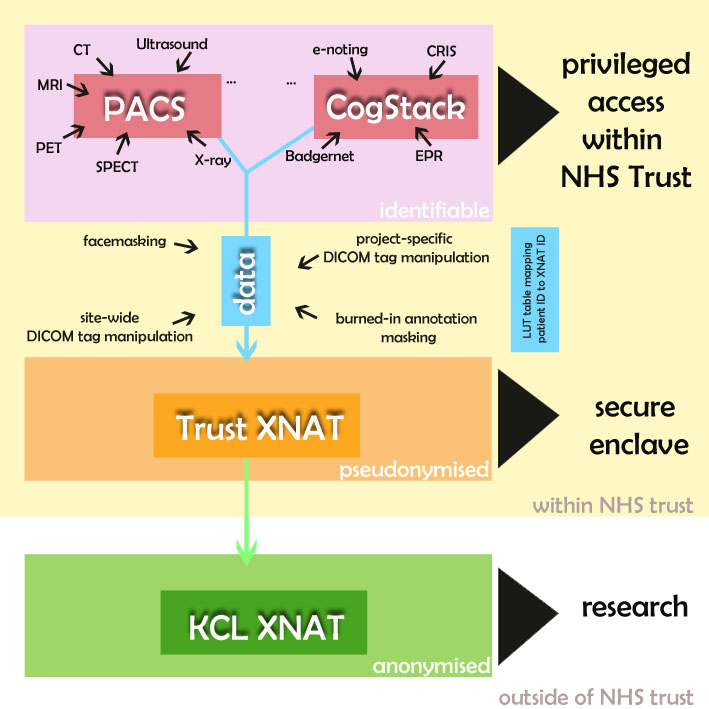 CT
Ultrasound
...
...
e-noting
CRIS
MRI
PACS
CogStack
PET
SPECT
X-ray
Badgernet
EPR
identifiable
privileged
access
within
NHS Trust
facemasking
project-specific
DICOM tag manipulation
data
site-wide
DICOM tag manipulation
burned-in annotation
masking
LUT table mapping
patient ID to XNAT ID
Trust XNAT
pseudonymised
secure
enclave
within NHS trust
KCL XNAT
anonymised
research
outside of NHS trust